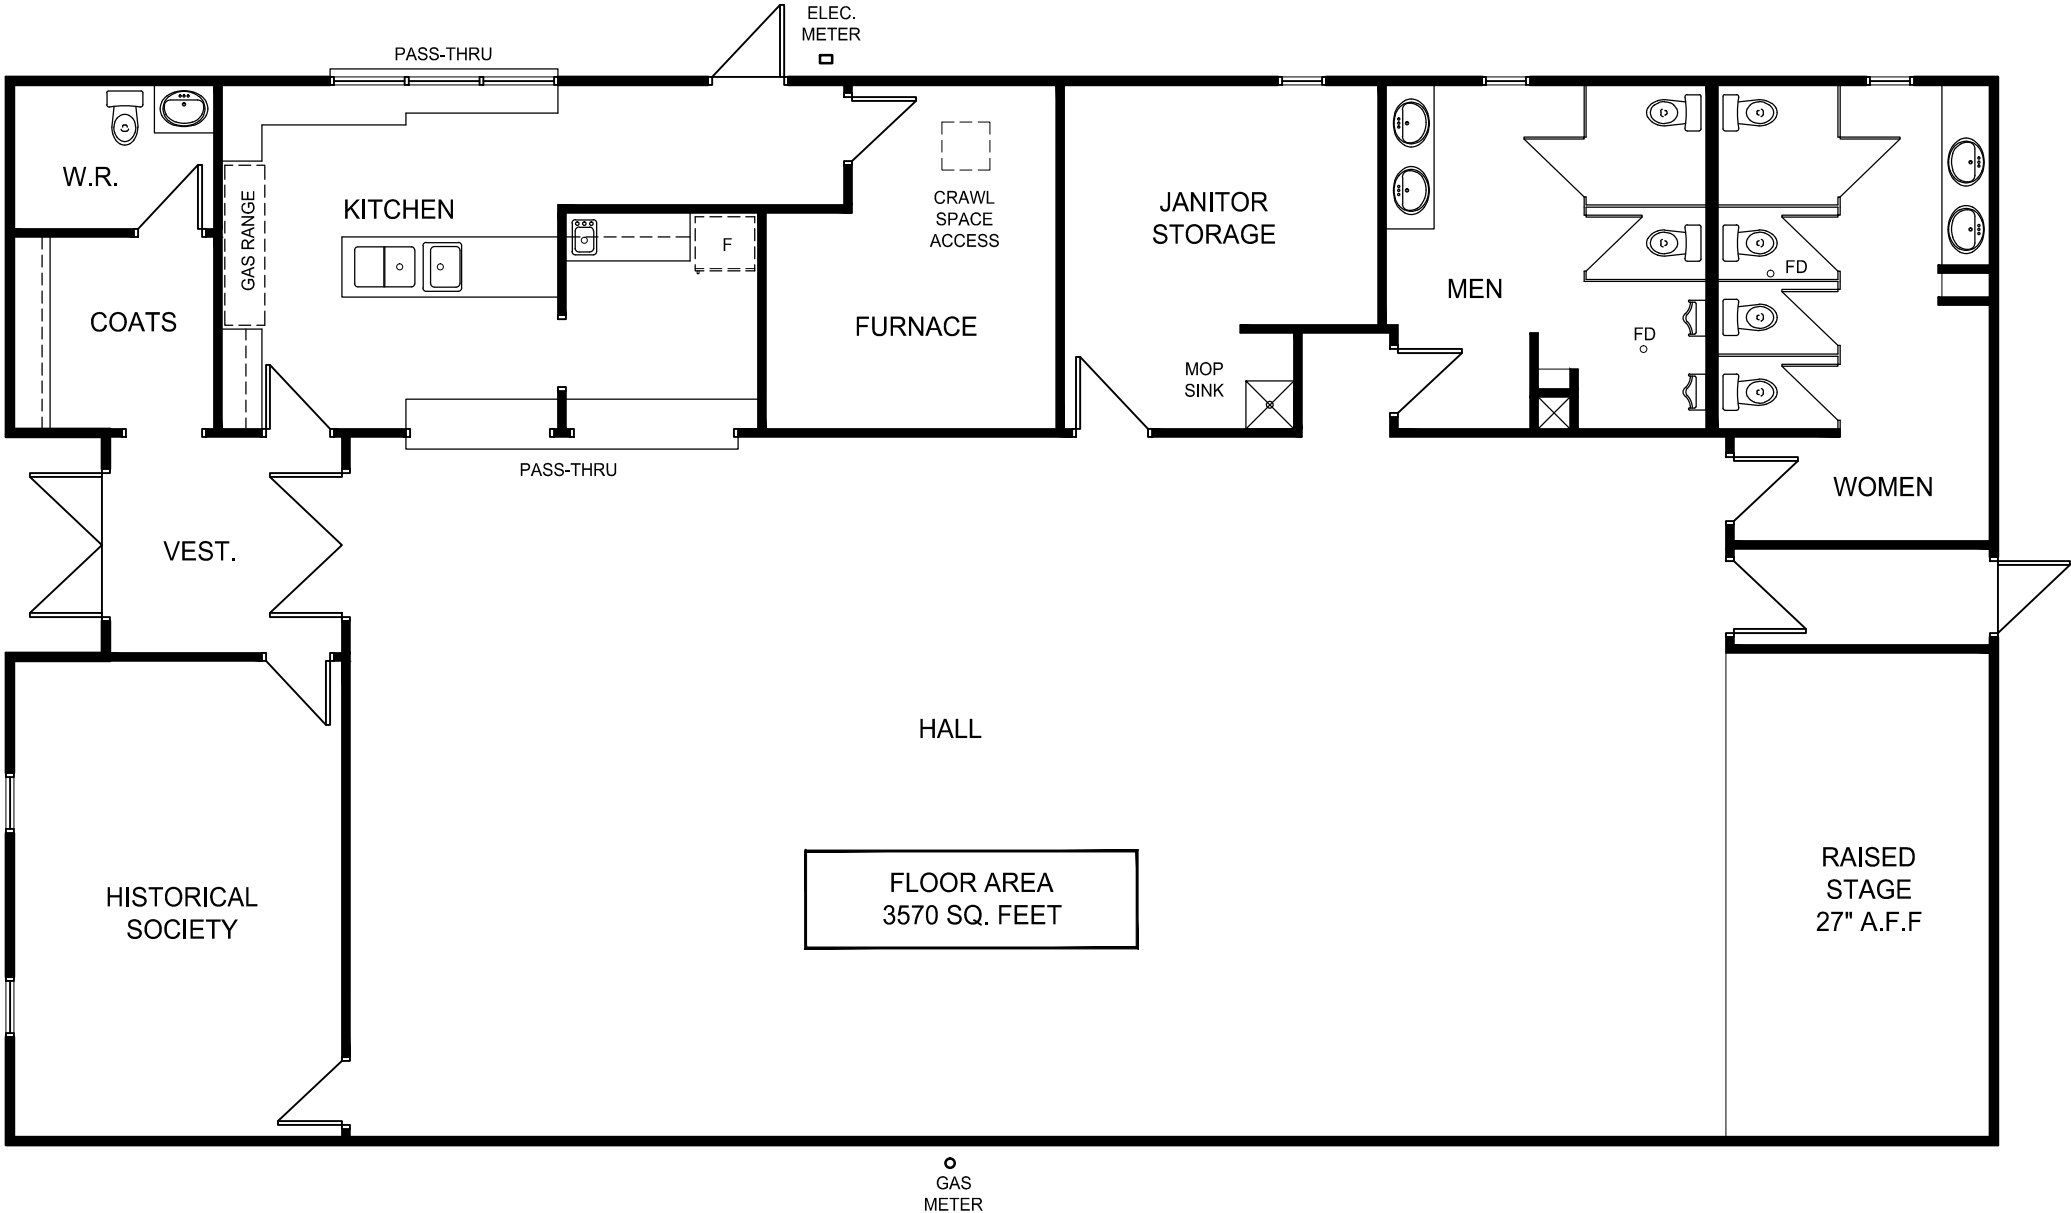 ELEC.
METER
PASS-THRU
W.R.
KITCHEN
GAS RANGE
F
CRAWL
SPACE
ACCESS
JANITOR
STORAGE
MEN
FD
FD
COATS
FURNACE
MOP
SINK
PASS-THRU
WOMEN
VEST.
HALL
FLOOR AREA
3570 SQ. FEET
HISTORICAL
SOCIETY
RAISED
STAGE
27" A.F.F
GAS
METER